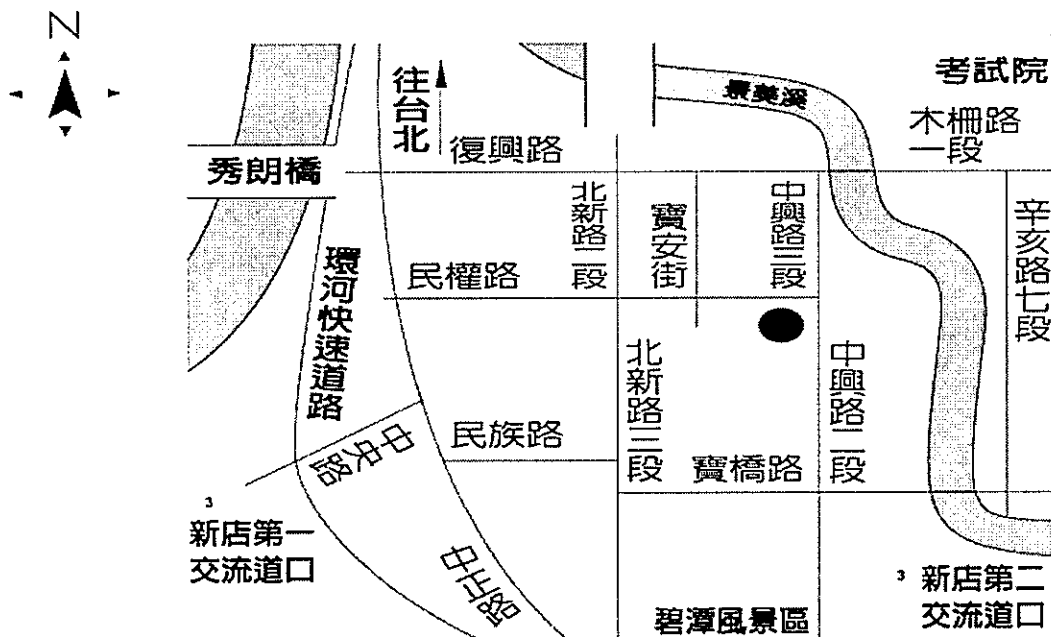 N
考試院
往台北
景美溪
木柵路
一段
復興路
秀朗橋
北新路二段
寶安街
中興路三段
辛亥路七段
環河快速道路
民權路
北新路三段
中興路二段
中央路
民族路
寶橋路
3
新店第一
交流道口
中正路
3
新店第二
交流道口
碧潭風景區